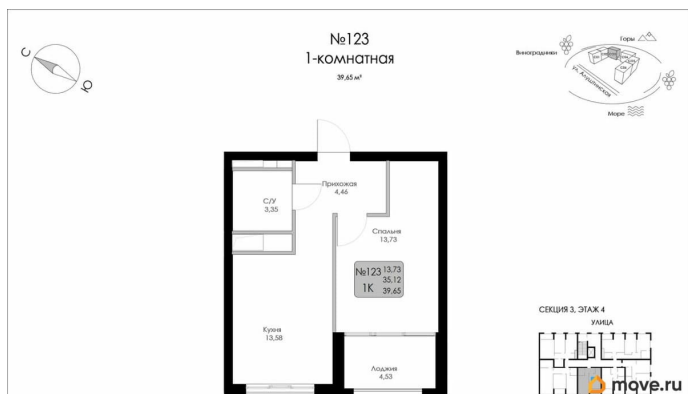 №123
1-комнатная
39,65 м²
С
Ю
Горы
Виноградники
ул. Алуштинская
Море
Прихожая
4,46
С/У
3,35
Спальня
13,73
№123 13,73
35,12
1К 39,65
Кухня
13,58
Лоджия
4,53
СЕКЦИЯ 3, ЭТАЖ 4
УЛИЦА
move.ru